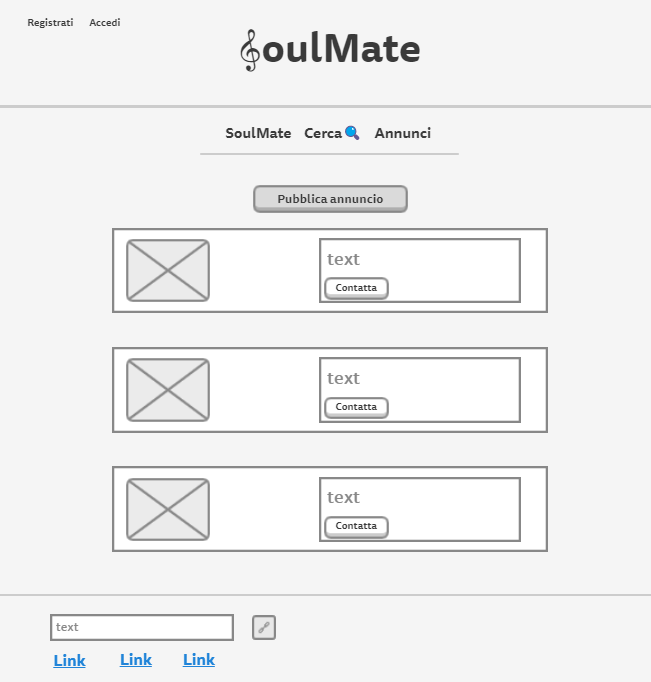 Registrati Accedi
𝄞oulMate
SoulMate Cerca🔍 Annunci
Pubblica annuncio
text
Contatta
text
Contatta
text
Contatta
text
Link Link Link